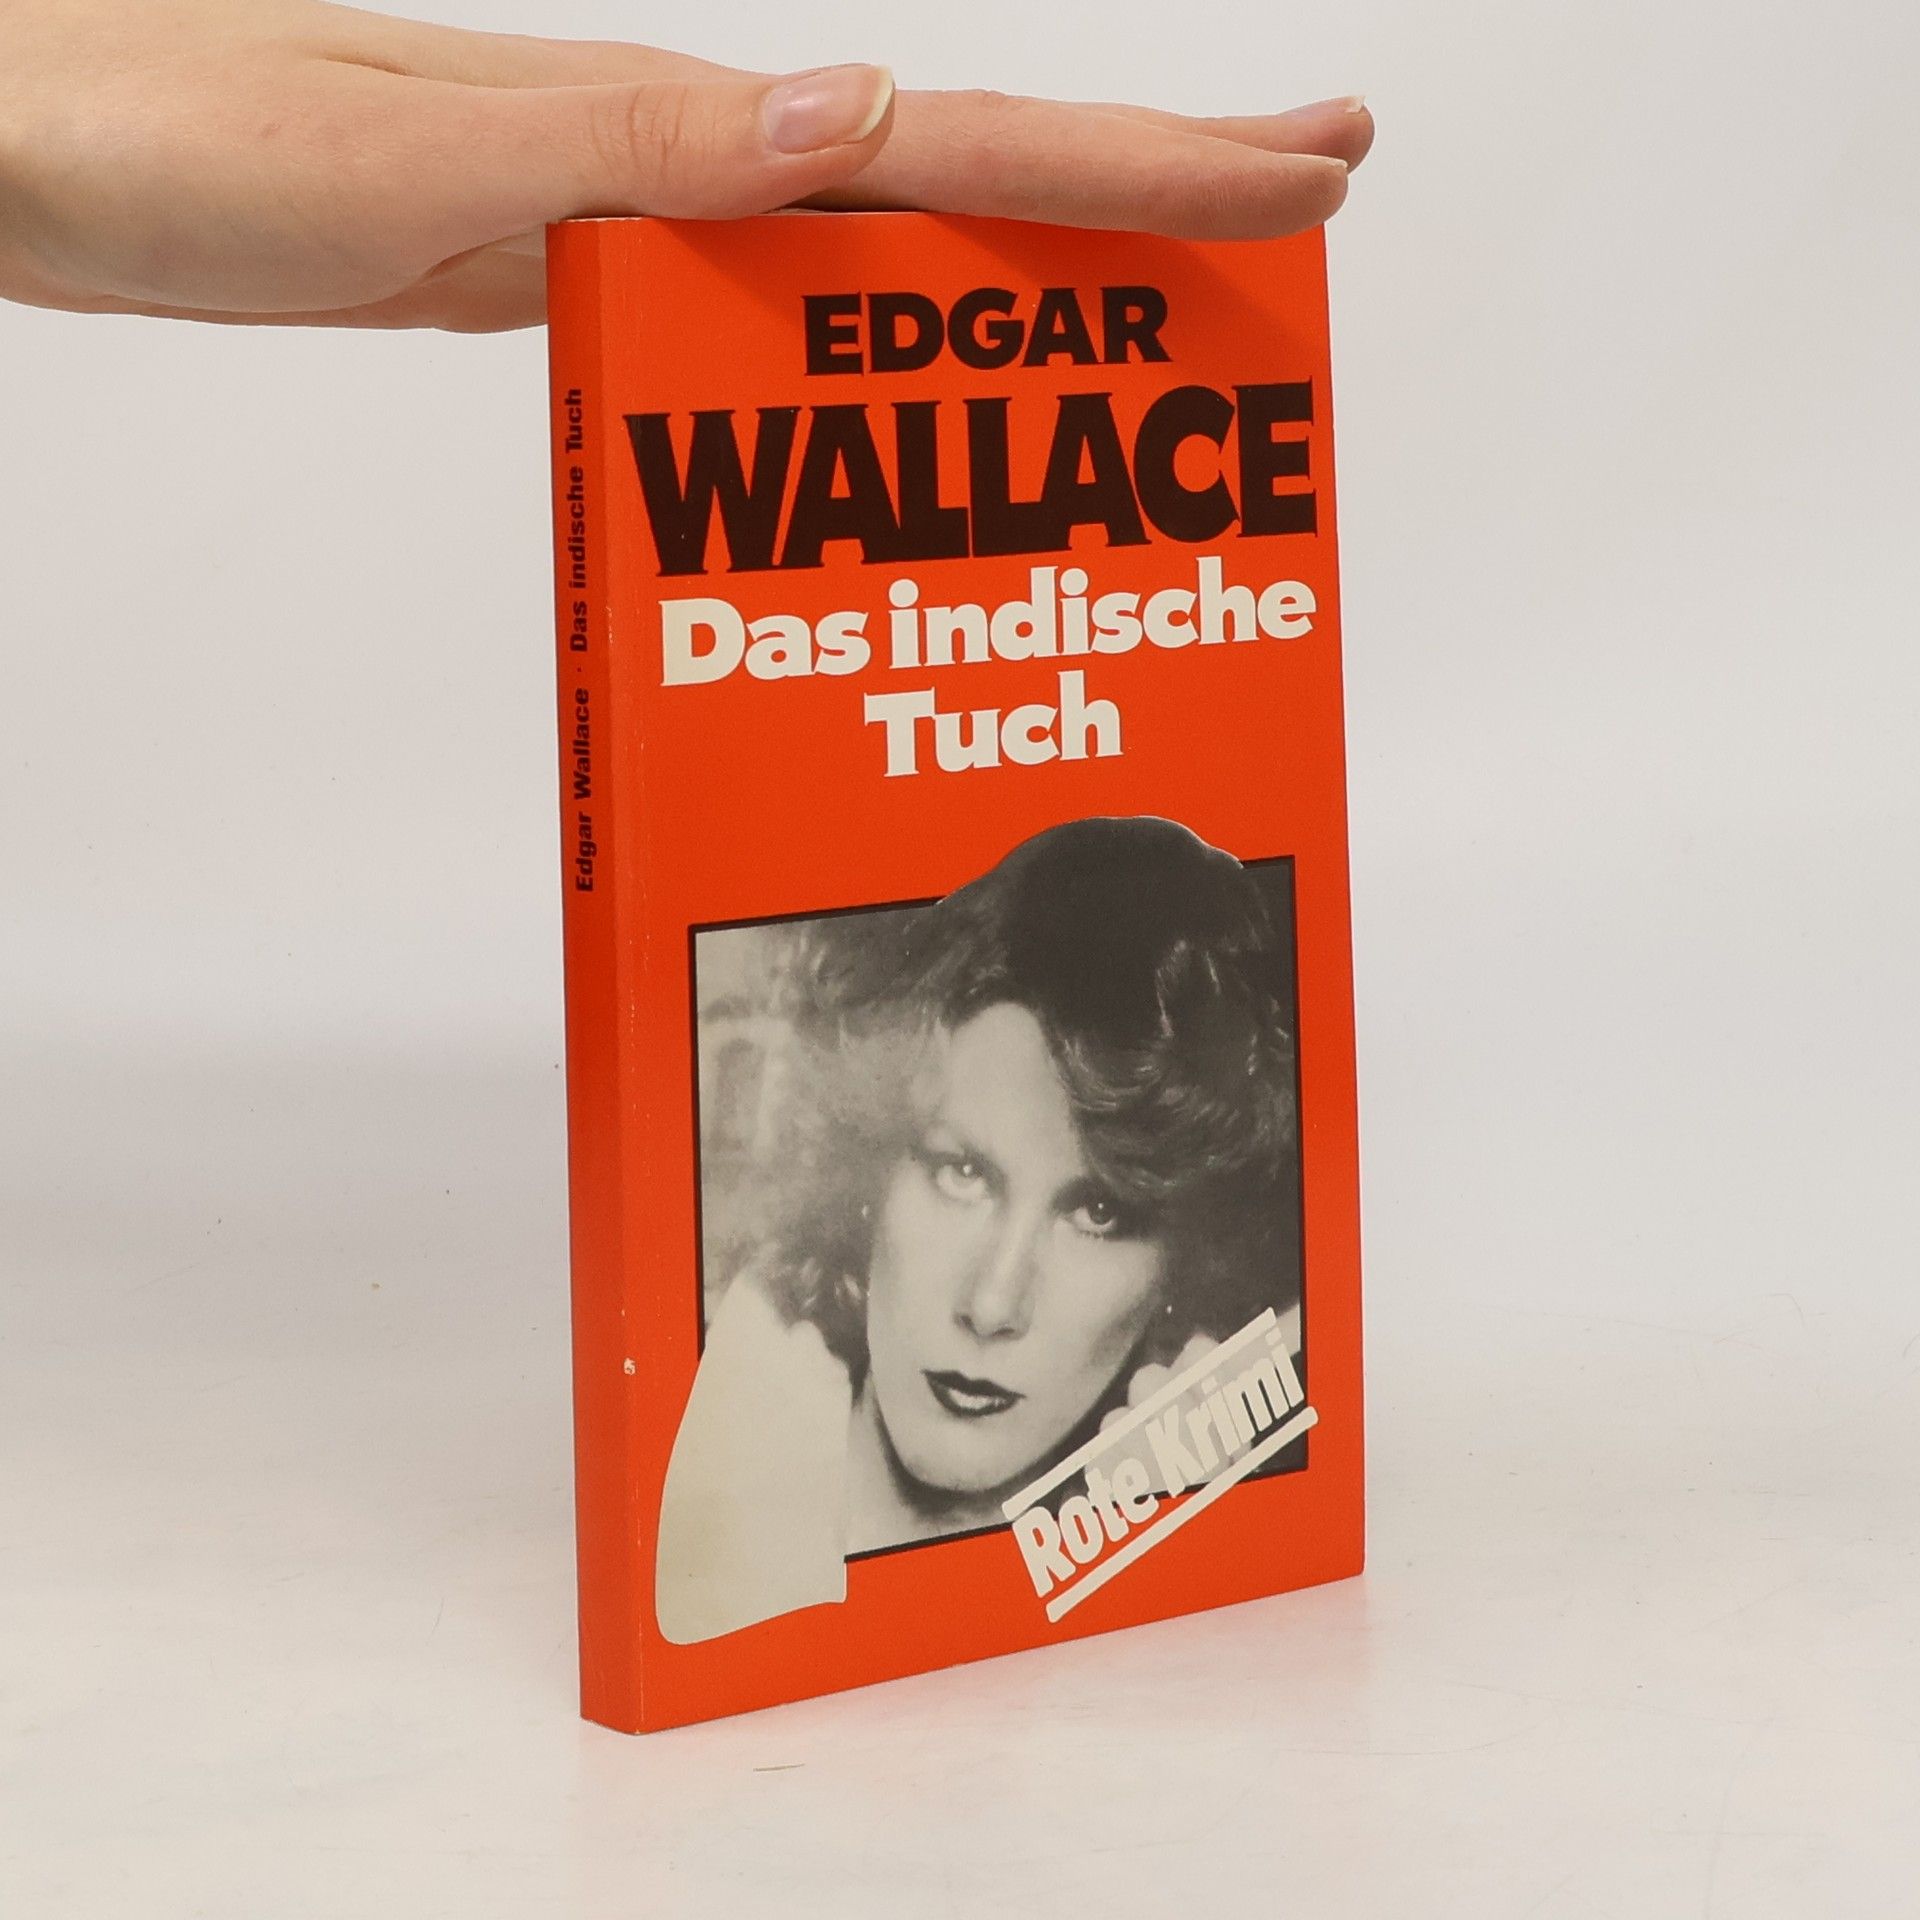 EDGAR
WALLACE
Das indische
Tuch
Rote Krimi
Edgar Wallace · Das indische Tuch